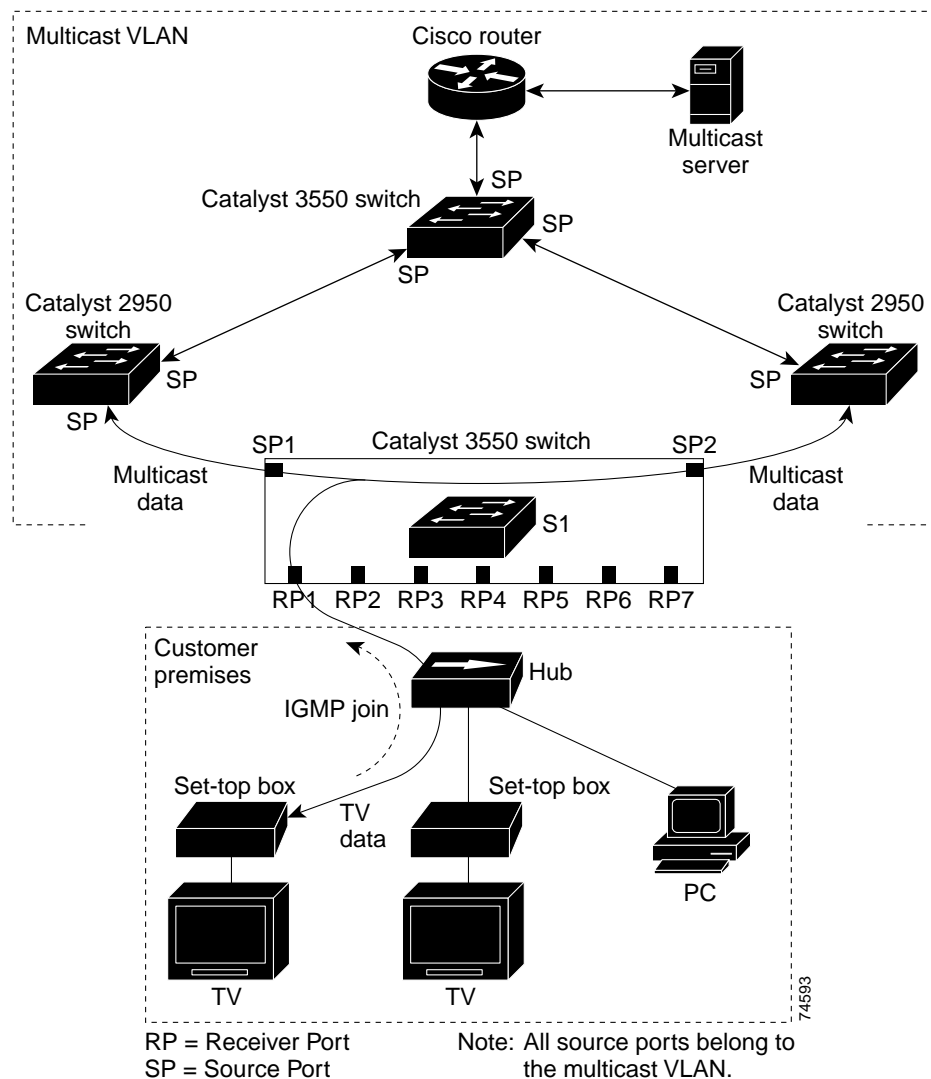 Multicast VLAN
Cisco router
Multicast
server
SP
Catalyst 3550 switch
SP
SP
Catalyst 2950
switch
Catalyst 2950
switch
SP
SP
SP
SP1
Catalyst 3550 switch
SP2
Multicast
data
Multicast
data
S1
RP1
RP2
RP3
RP4
RP5
RP6
RP7
Customer
premises
Hub
IGMP join
Set-top box
TV
data
Set-top box
PC
TV
TV
74593
RP = Receiver Port
SP = Source Port
Note: All source ports belong to
the multicast VLAN.